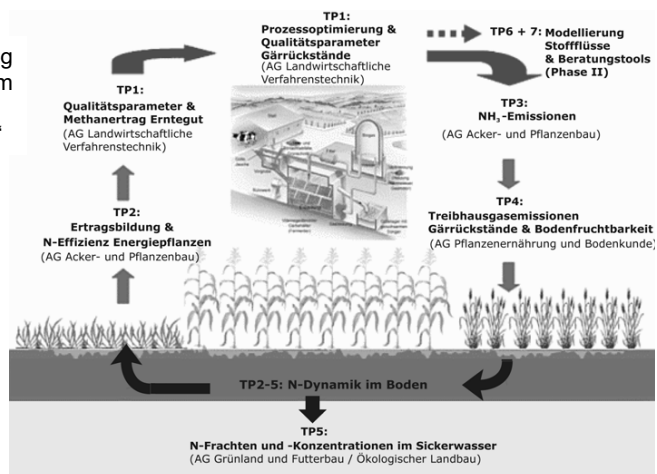 TP1:
Prozessoptimierung &
Qualitätsparameter
Gärrückstände
(AG Landwirtschaftliche
Verfahrenstechnik)
TP6 + 7: Modellierung
Stoffflüsse
& Beratungstools
(Phase II)
g
m
TP1:
Qualitätsparameter &
Methanertrag Erntegut
(AG Landwirtschaftliche
Verfahrenstechnik)
TP3:
NH₃-Emissionen
(AG Acker- und Pflanzenbau)
TP2:
Ertragsbildung &
N-Effizienz Energiepflanzen
(AG Acker- und Pflanzenbau)
TP4:
Treibhausgasemissionen
Gärrückstände & Bodenfruchtbarkeit
(AG Pflanzenernährung und Bodenkunde)
TP2-5: N-Dynamik im Boden
TP5:
N-Frachten und -Konzentrationen im Sickerwasser
(AG Grünland und Futterbau / Ökologischer Landbau)